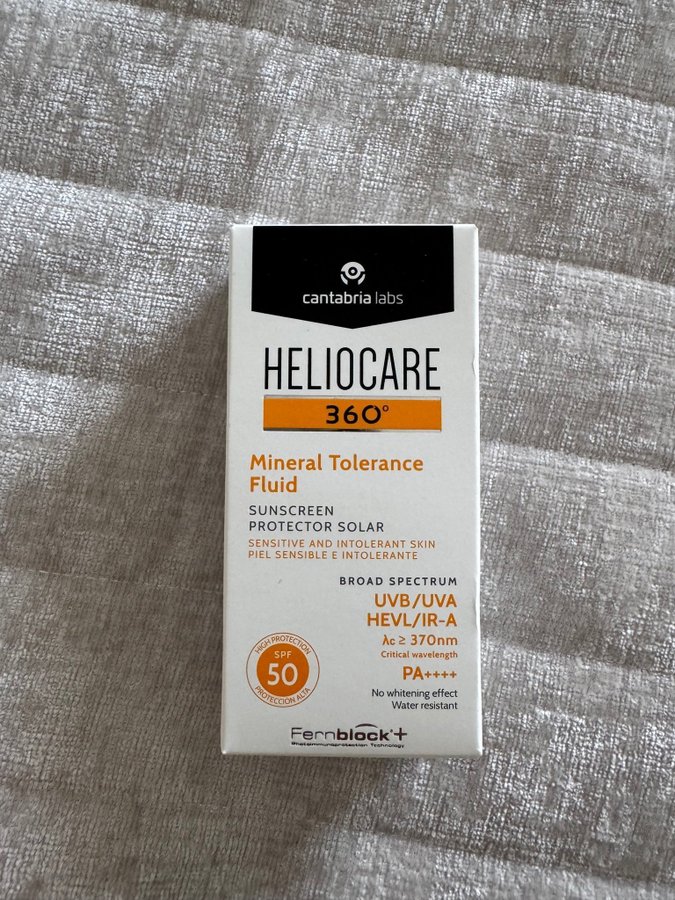 cantabria labs
HELIOCARE
360°
Mineral Tolerance
Fluid
SUNSCREEN
PROTECTOR SOLAR
SENSITIVE AND INTOLERANT SKIN
PIEL SENSIBLE E INTOLERANTE
BROAD SPECTRUM
UVB/UVA
HEVL/IR-A
λc ≥ 370nm
Critical wavelength
PA++++
No whitening effect
Water resistant
HIGH PROTECTION
SPF
50
PROTECCIÓN ALTA
Fernblock®+
Photoimmunoprotection Technology